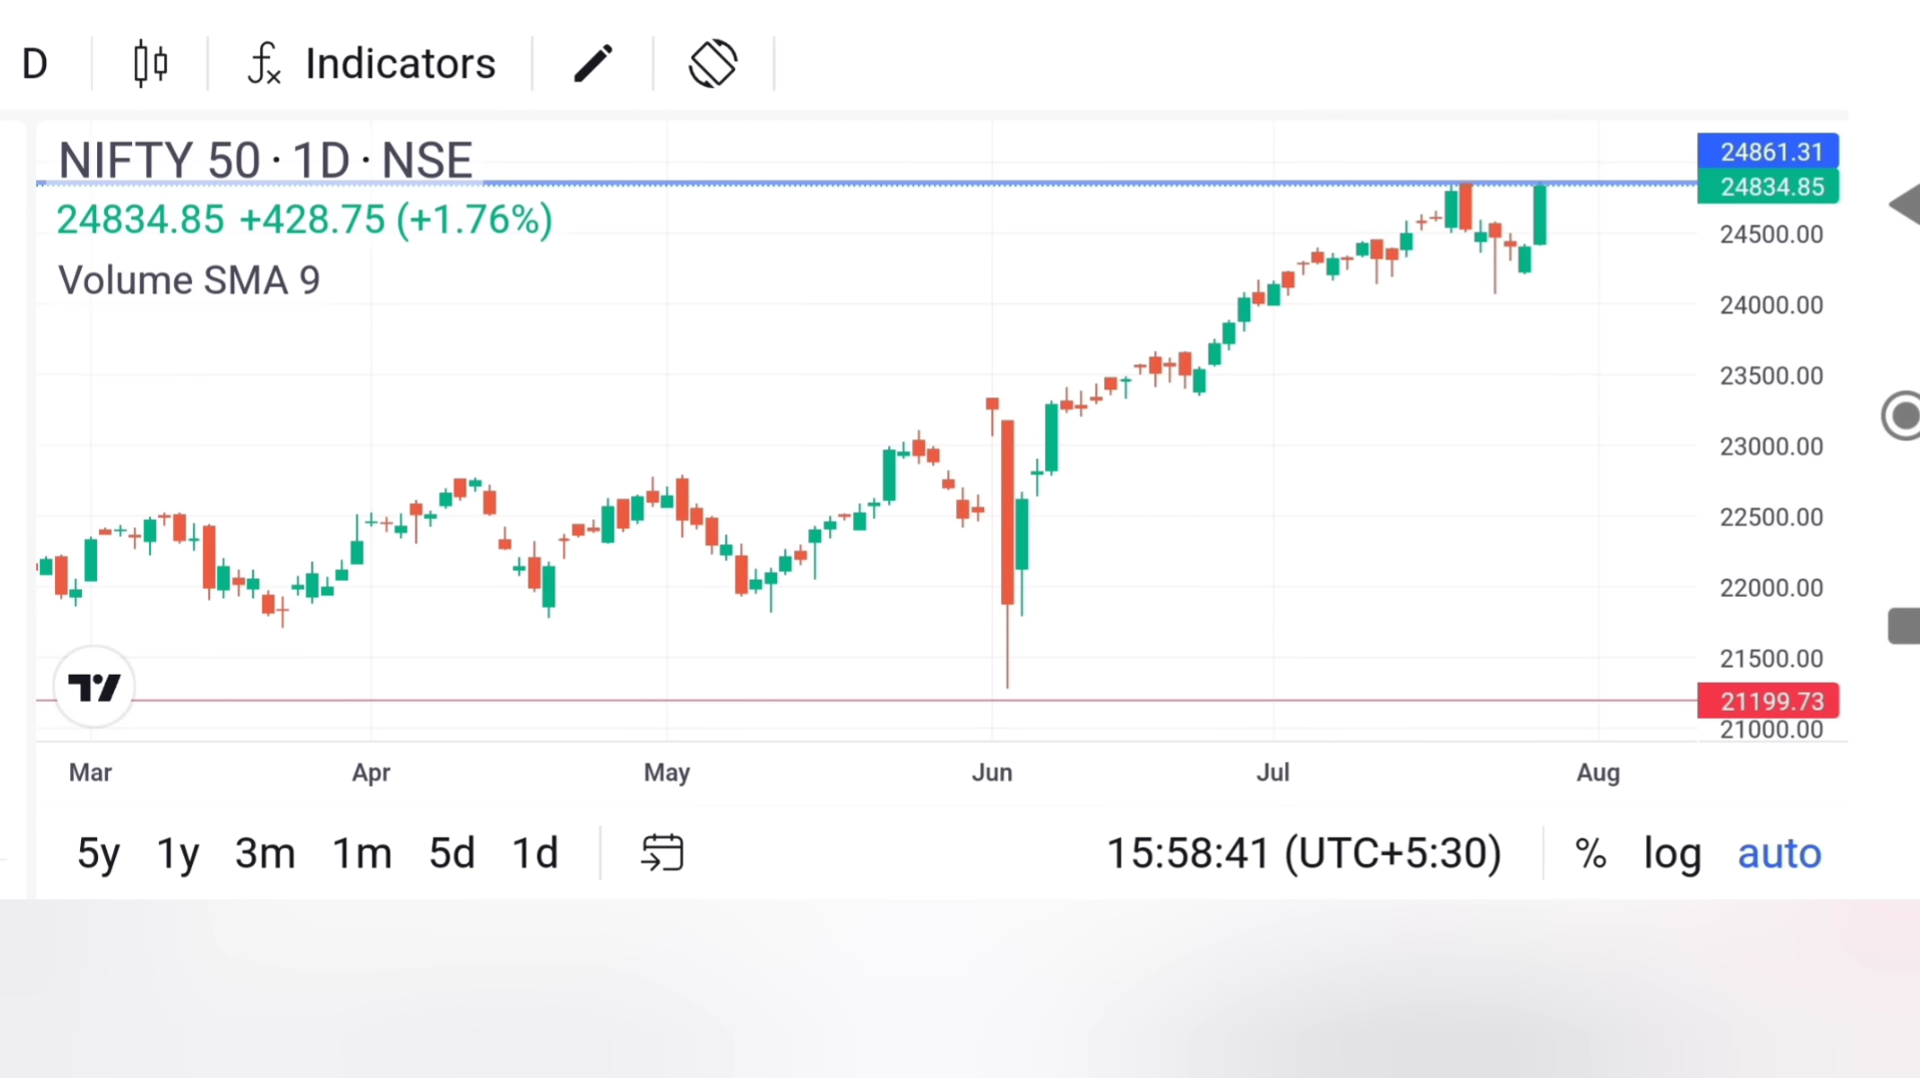 D Indicators
NIFTY 50 · 1D · NSE
24834.85 +428.75 (+1.76%)
Volume SMA 9
24861.31
24834.85
24500.00
24000.00
23500.00
23000.00
22500.00
22000.00
21500.00
21199.73
21000.00
Mar Apr May Jun Jul Aug
5y 1y 3m 1m 5d 1d 15:58:41 (UTC+5:30) % log auto